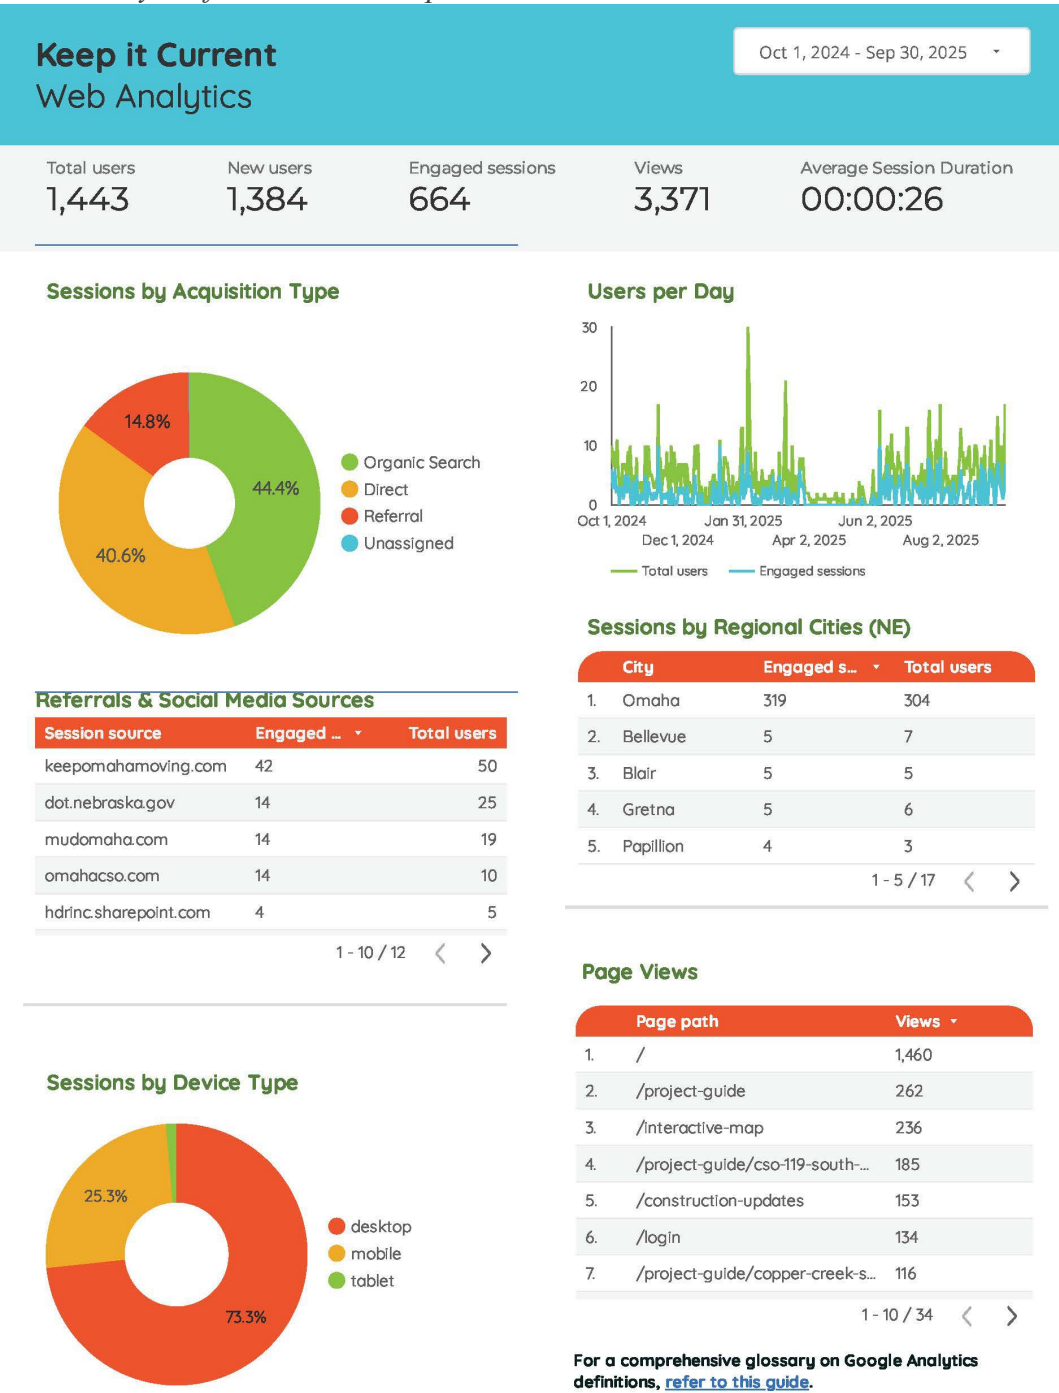 Keep it Current
Web Analytics
Oct 1, 2024 - Sep 30, 2025
Total users
1,443
New users
1,384
Engaged sessions
664
Views
3,371
Average Session Duration
00:00:26
Sessions by Acquisition Type
14.8%
44.4%
40.6%
Organic Search
Direct
Referral
Unassigned
Users per Day
30
20
10
0
Oct 1, 2024 Jan 31, 2025 Jun 2, 2025
Dec 1, 2024 Apr 2, 2025 Aug 2, 2025
Total users Engaged sessions
Sessions by Regional Cities (NE)
City Engaged s... Total users
1. Omaha 319 304
2. Bellevue 5 7
3. Blair 5 5
4. Gretna 5 6
5. Papillion 4 3
1 - 5 / 17
Referrals & Social Media Sources
Session source Engaged ... Total users
keepomahamoving.com 42 50
dot.nebraska.gov 14 25
mudomaha.com 14 19
omahacso.com 14 10
hdrinc.sharepoint.com 4 5
1 - 10 / 12
Page Views
Page path Views
1. / 1,460
2. /project-guide 262
3. /interactive-map 236
4. /project-guide/cso-119-south-... 185
5. /construction-updates 153
6. /login 134
7. /project-guide/copper-creek-s... 116
1 - 10 / 34
Sessions by Device Type
25.3%
73.3%
desktop
mobile
tablet
For a comprehensive glossary on Google Analytics
definitions, refer to this guide.